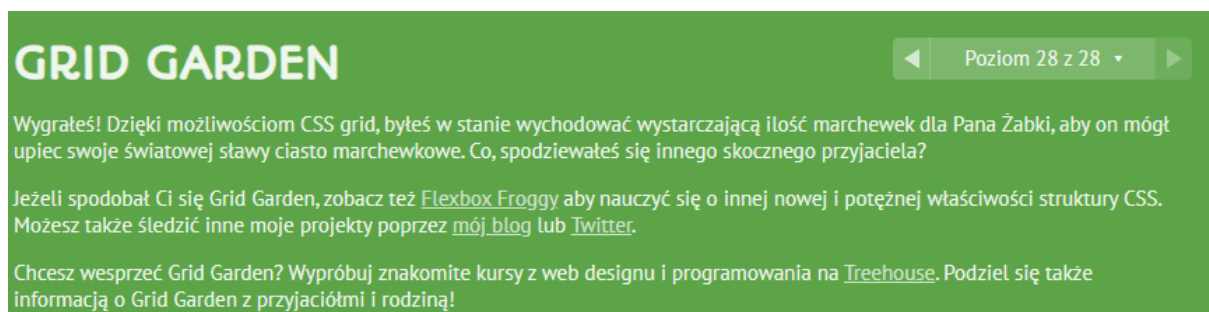 GRID GARDEN
Poziom 28 z 28
Wygrałeś! Dzięki możliwościom CSS grid, byłeś w stanie wychodować wystarczającą ilość marchewek dla Pana Żabki, aby on mógł
upiec swoje światowej sławy ciasto marchewkowe. Co, spodziewałeś się innego skocznego przyjaciela?
Jeżeli spodobał Ci się Grid Garden, zobacz też Flexbox Froggy aby nauczyć się o innej nowej i potężnej właściwości struktury CSS.
Możesz także śledzić inne moje projekty poprzez mój blog lub Twitter.
Chcesz wesprzeć Grid Garden? Wypróbuj znakomite kursy z web designu i programowania na Treehouse. Podziel się także
informacją o Grid Garden z przyjaciółmi i rodziną!